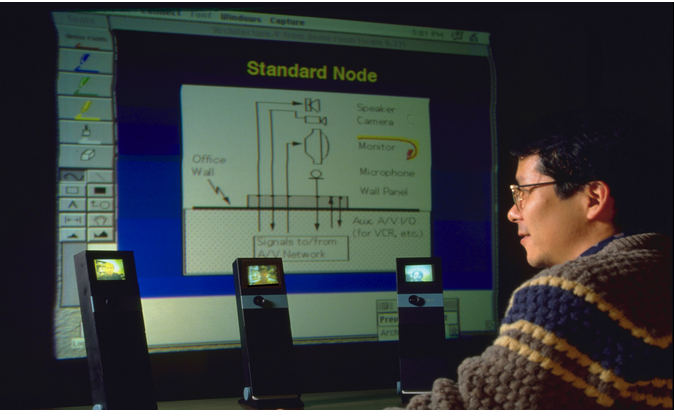 Connect Font Windows Capture
Standard Node
Speaker
Camera
Monitor
Office
Wall
Microphone
Wall Panel
Aux. A/V I/O
(for VCR, etc.)
Signals to/from
A/V Network